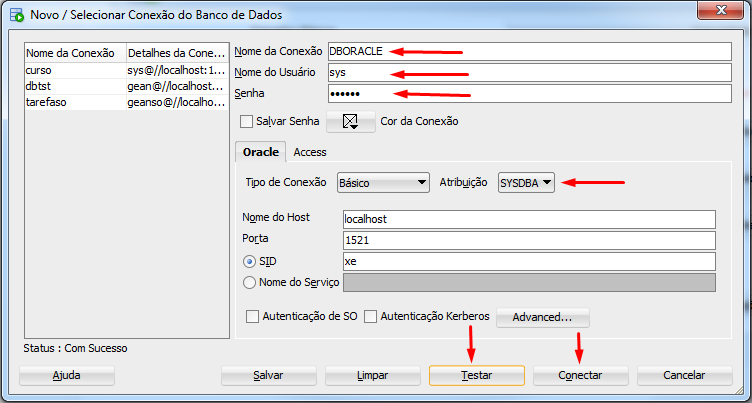 Novo / Selecionar Conexão do Banco de Dados
Nome da Conexão Detalhes da Cone...
curso sys@//localhost:1...
dbtst gean@//localhost...
tarefaso geanso@//localho...
Nome da Conexão DBORACLE
Nome do Usuário sys
Senha ••••••
Salvar Senha Cor da Conexão
Oracle Access
Tipo de Conexão Básico Atribuição SYSDBA
Nome do Host localhost
Porta 1521
SID xe
Nome do Serviço
Autenticação de SO Autenticação Kerberos Advanced...
Status : Com Sucesso
Ajuda Salvar Limpar Testar Conectar Cancelar